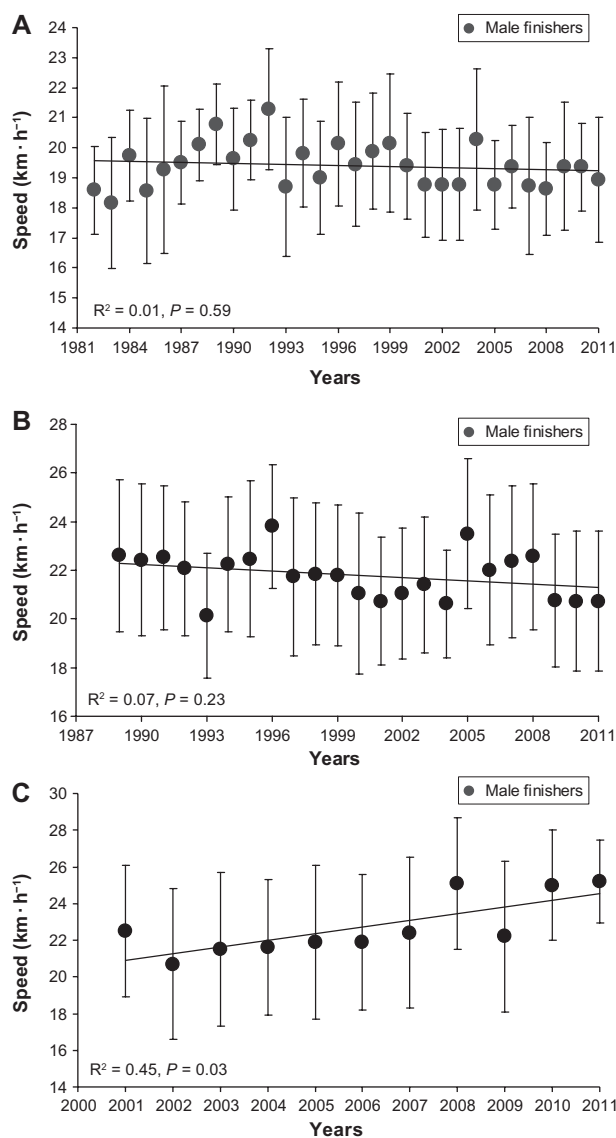 A
Male finishers
24
23
22
21
20
19
18
17
16
15
14
Speed (km · h⁻¹)
R² = 0.01, P = 0.59
1981 1984 1987 1990 1993 1996 1999 2002 2005 2008 2011
Years
B
Male finishers
28
26
24
22
20
18
16
Speed (km · h⁻¹)
R² = 0.07, P = 0.23
1987 1990 1993 1996 1999 2002 2005 2008 2011
Years
C
Male finishers
30
28
26
24
22
20
18
16
14
Speed (km · h⁻¹)
R² = 0.45, P = 0.03
2000 2001 2002 2003 2004 2005 2006 2007 2008 2009 2010 2011
Years